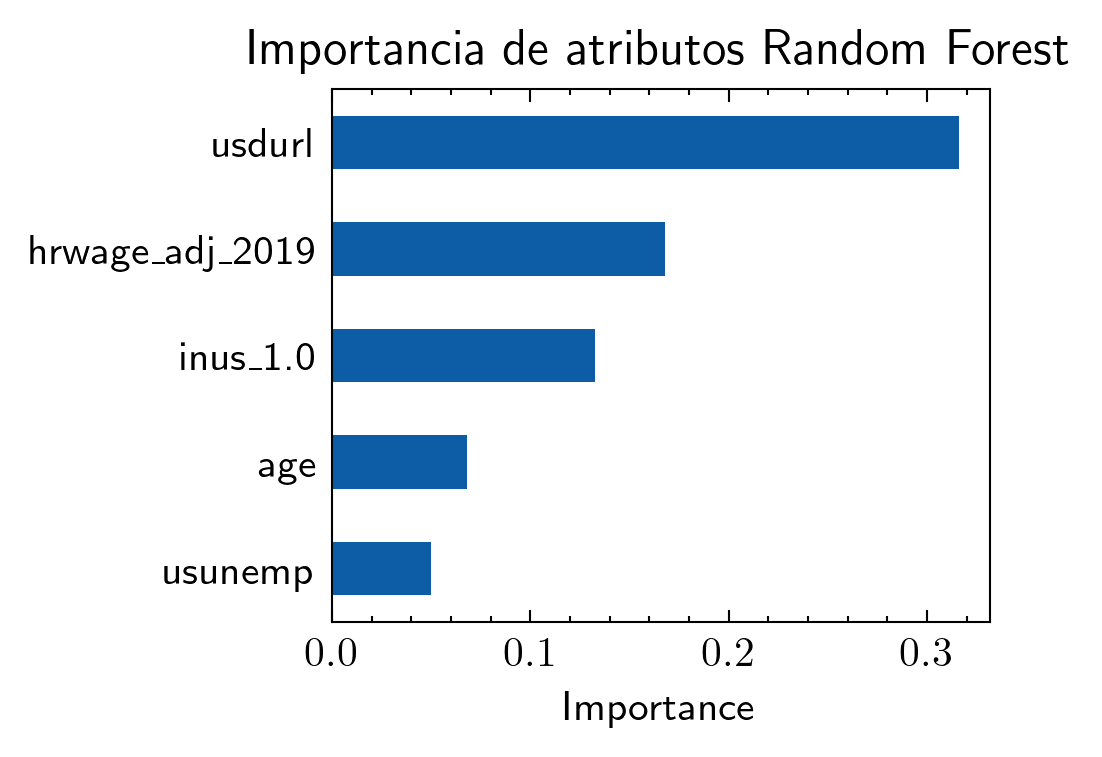 Importancia de atributos Random Forest
usdurl
hrwage_adj_2019
inus_1.0
age
usunemp
0.0 0.1 0.2 0.3
Importance